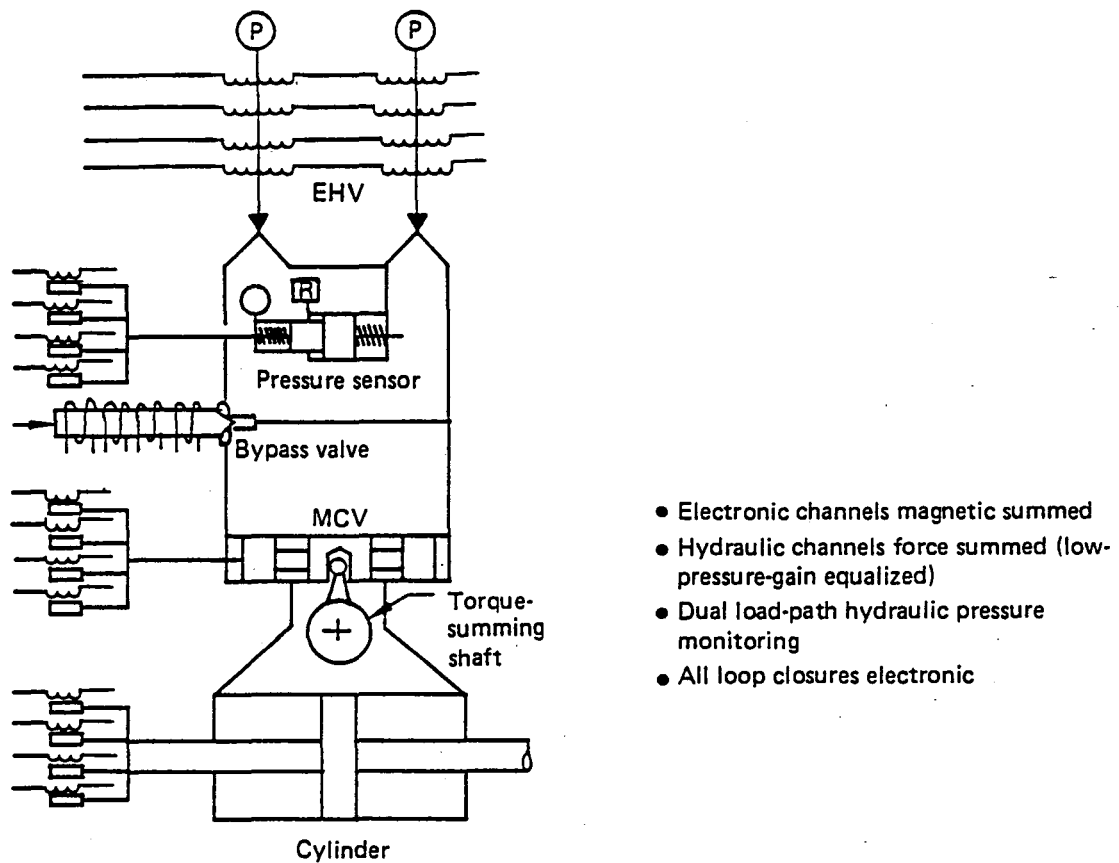 P P
EHV
R
Pressure sensor
Bypass valve
MCV
Torque-
summing
shaft
Cylinder
• Electronic channels magnetic summed
• Hydraulic channels force summed (low-
pressure-gain equalized)
• Dual load-path hydraulic pressure
monitoring
• All loop closures electronic